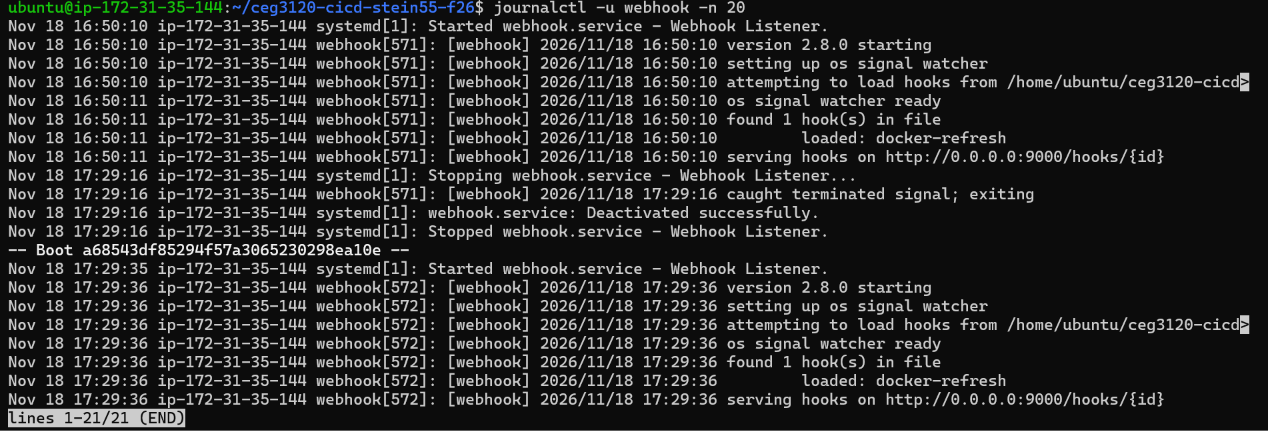 ubuntu@ip-172-31-35-144:~/ceg3120-cicd-stein55-f26$ journalctl -u webhook -n 20
Nov 18 16:50:10 ip-172-31-35-144 systemd[1]: Started webhook.service - Webhook Listener.
Nov 18 16:50:10 ip-172-31-35-144 webhook[571]: [webhook] 2026/11/18 16:50:10 version 2.8.0 starting
Nov 18 16:50:10 ip-172-31-35-144 webhook[571]: [webhook] 2026/11/18 16:50:10 setting up os signal watcher
Nov 18 16:50:10 ip-172-31-35-144 webhook[571]: [webhook] 2026/11/18 16:50:10 attempting to load hooks from /home/ubuntu/ceg3120-cicd>
Nov 18 16:50:11 ip-172-31-35-144 webhook[571]: [webhook] 2026/11/18 16:50:10 os signal watcher ready
Nov 18 16:50:11 ip-172-31-35-144 webhook[571]: [webhook] 2026/11/18 16:50:10 found 1 hook(s) in file
Nov 18 16:50:11 ip-172-31-35-144 webhook[571]: [webhook] 2026/11/18 16:50:10         loaded: docker-refresh
Nov 18 16:50:11 ip-172-31-35-144 webhook[571]: [webhook] 2026/11/18 16:50:10 serving hooks on http://0.0.0.0:9000/hooks/{id}
Nov 18 17:29:16 ip-172-31-35-144 systemd[1]: Stopping webhook.service - Webhook Listener...
Nov 18 17:29:16 ip-172-31-35-144 webhook[571]: [webhook] 2026/11/18 17:29:16 caught terminated signal; exiting
Nov 18 17:29:16 ip-172-31-35-144 systemd[1]: webhook.service: Deactivated successfully.
Nov 18 17:29:16 ip-172-31-35-144 systemd[1]: Stopped webhook.service - Webhook Listener.
-- Boot a68543df85294f57a3065230298ea10e --
Nov 18 17:29:35 ip-172-31-35-144 systemd[1]: Started webhook.service - Webhook Listener.
Nov 18 17:29:36 ip-172-31-35-144 webhook[572]: [webhook] 2026/11/18 17:29:36 version 2.8.0 starting
Nov 18 17:29:36 ip-172-31-35-144 webhook[572]: [webhook] 2026/11/18 17:29:36 setting up os signal watcher
Nov 18 17:29:36 ip-172-31-35-144 webhook[572]: [webhook] 2026/11/18 17:29:36 attempting to load hooks from /home/ubuntu/ceg3120-cicd>
Nov 18 17:29:36 ip-172-31-35-144 webhook[572]: [webhook] 2026/11/18 17:29:36 os signal watcher ready
Nov 18 17:29:36 ip-172-31-35-144 webhook[572]: [webhook] 2026/11/18 17:29:36 found 1 hook(s) in file
Nov 18 17:29:36 ip-172-31-35-144 webhook[572]: [webhook] 2026/11/18 17:29:36         loaded: docker-refresh
Nov 18 17:29:36 ip-172-31-35-144 webhook[572]: [webhook] 2026/11/18 17:29:36 serving hooks on http://0.0.0.0:9000/hooks/{id}
lines 1-21/21 (END)